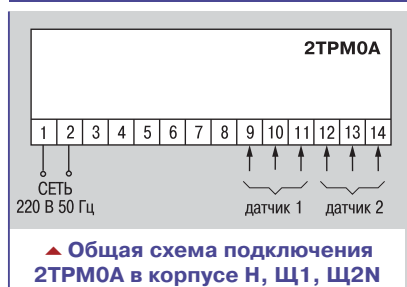 2ТРМ0А
1 2 3 4 5 6 7 8 9 10 11 12 13 14
СЕТЬ
220 В 50 Гц
датчик 1 датчик 2
Общая схема подключения
2ТРМ0А в корпусе Н, Щ1, Щ2N